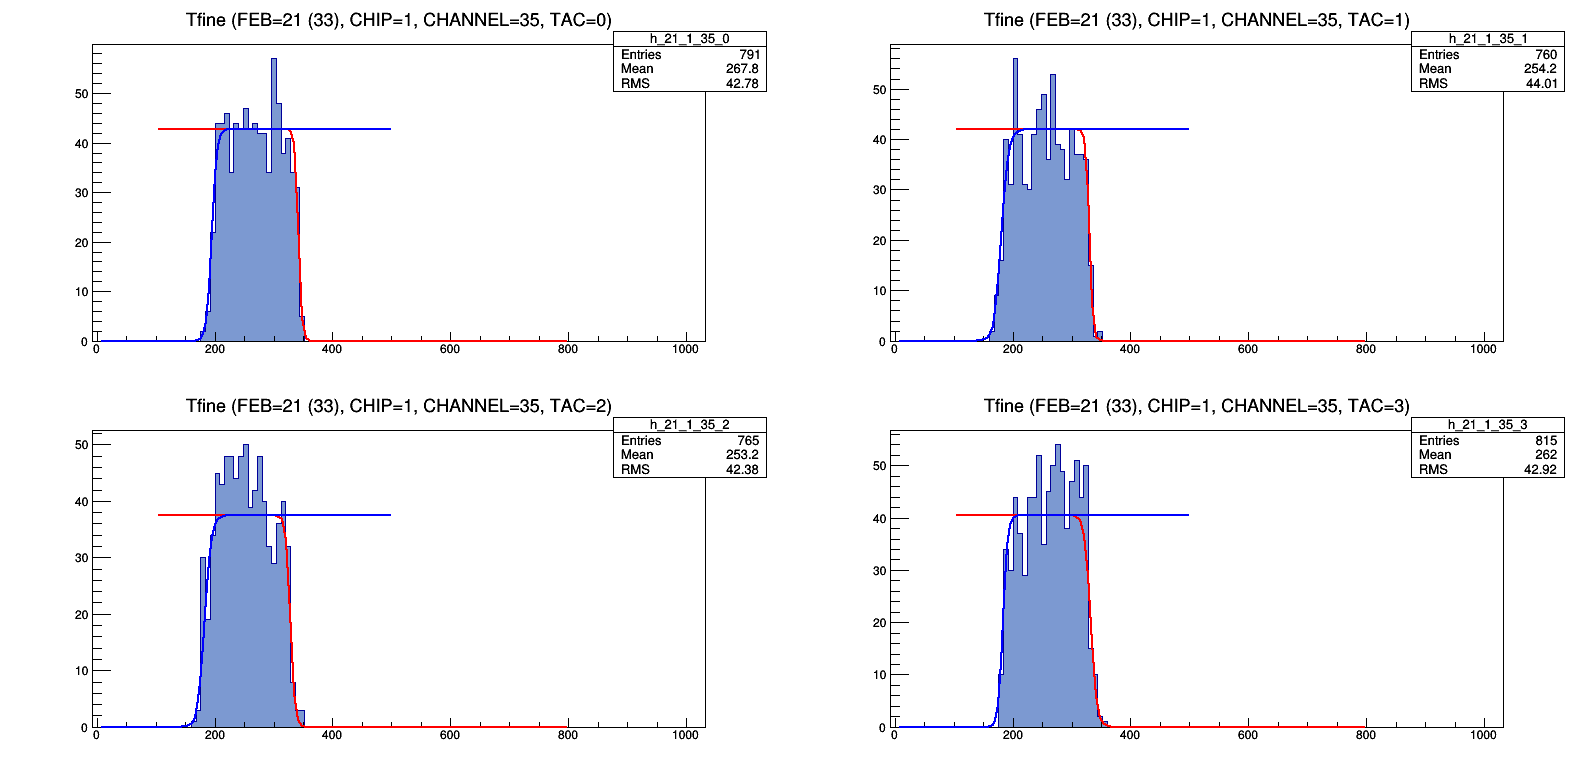 Tfine (FEB=21 (33), CHIP=1, CHANNEL=35, TAC=0)
h_21_1_35_0
Entries 791
Mean 267.8
RMS 42.78
50
40
30
20
10
0
0 200 400 600 800 1000
Tfine (FEB=21 (33), CHIP=1, CHANNEL=35, TAC=1)
h_21_1_35_1
Entries 760
Mean 254.2
RMS 44.01
50
40
30
20
10
0
0 200 400 600 800 1000
Tfine (FEB=21 (33), CHIP=1, CHANNEL=35, TAC=2)
h_21_1_35_2
Entries 765
Mean 253.2
RMS 42.38
50
40
30
20
10
0
0 200 400 600 800 1000
Tfine (FEB=21 (33), CHIP=1, CHANNEL=35, TAC=3)
h_21_1_35_3
Entries 815
Mean 262
RMS 42.92
50
40
30
20
10
0
0 200 400 600 800 1000